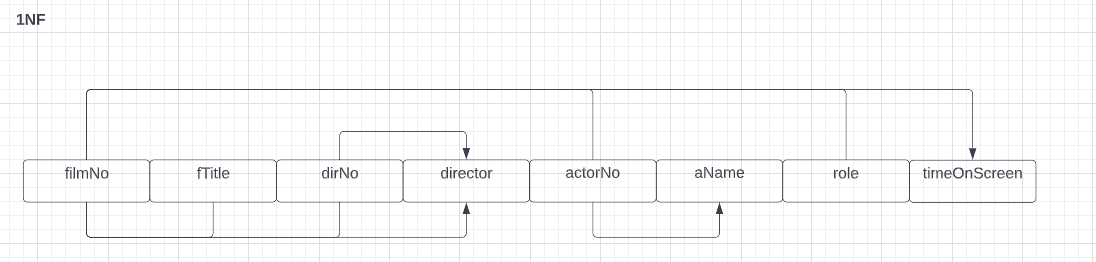 1NF
filmNo fTitle dirNo director actorNo aName role timeOnScreen